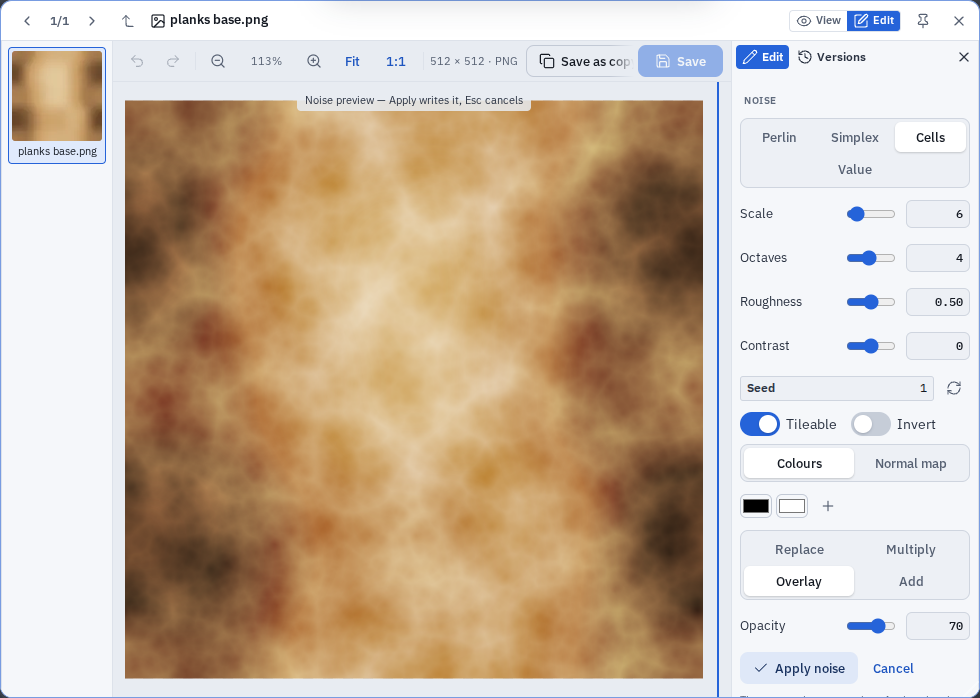 1/1
planks base.png
View
Edit
planks base.png
113%
Fit
1:1
512 × 512 · PNG
Save as cop
Save
Noise preview — Apply writes it, Esc cancels
Edit
Versions
NOISE
Perlin
Simplex
Cells
Value
Scale
6
Octaves
4
Roughness
0.50
Contrast
0
Seed
1
Tileable
Invert
Colours
Normal map
Replace
Multiply
Overlay
Add
Opacity
70
Apply noise
Cancel